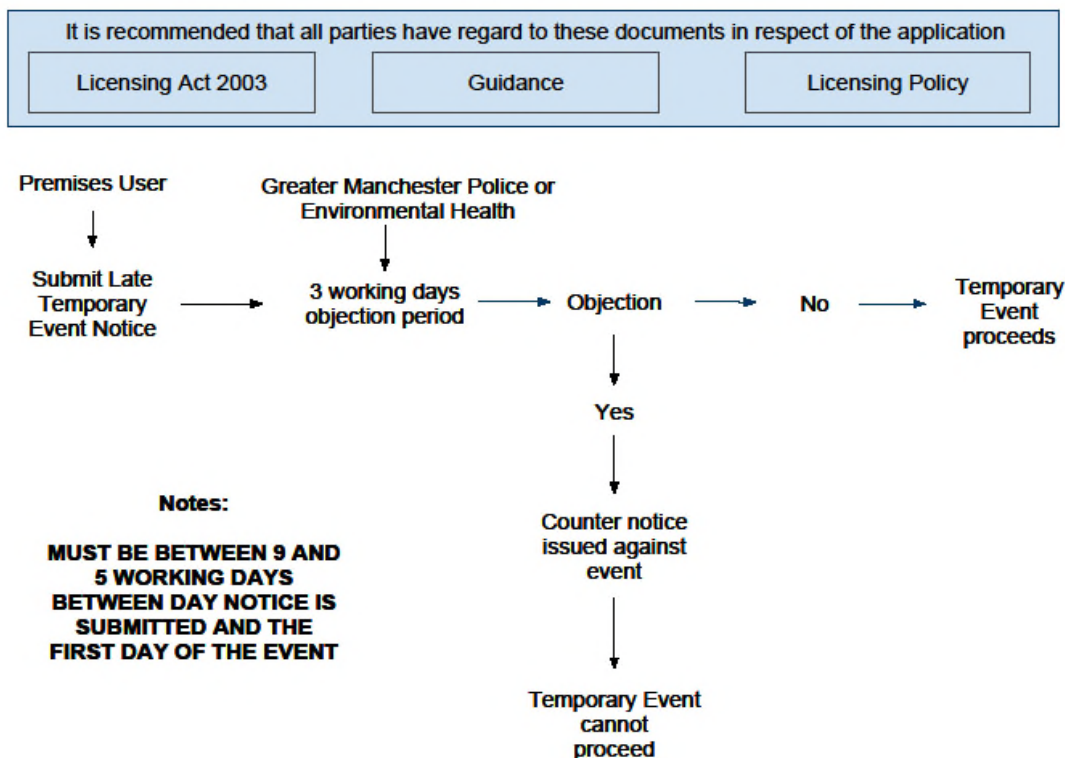 It is recommended that all parties have regard to these documents in respect of the application
Licensing Act 2003
Guidance
Licensing Policy
Premises User
Greater Manchester Police or
Environmental Health
Submit Late
Temporary
Event Notice
3 working days
objection period
Objection
No
Temporary
Event
proceeds
Yes
Counter notice
issued against
event
Temporary Event
cannot
proceed
Notes:
MUST BE BETWEEN 9 AND
5 WORKING DAYS
BETWEEN DAY NOTICE IS
SUBMITTED AND THE
FIRST DAY OF THE EVENT